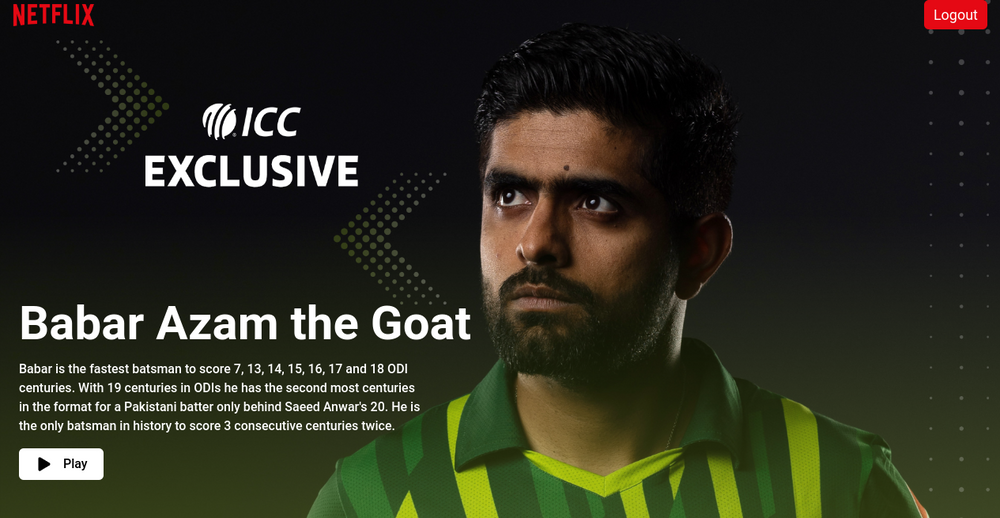 NETFLIX
Logout
ICC
EXCLUSIVE
Babar Azam the Goat
Babar is the fastest batsman to score 7, 13, 14, 15, 16, 17 and 18 ODI
centuries. With 19 centuries in ODIs he has the second most centuries
in the format for a Pakistani batter only behind Saeed Anwar's 20. He is
the only batsman in history to score 3 consecutive centuries twice.
Play